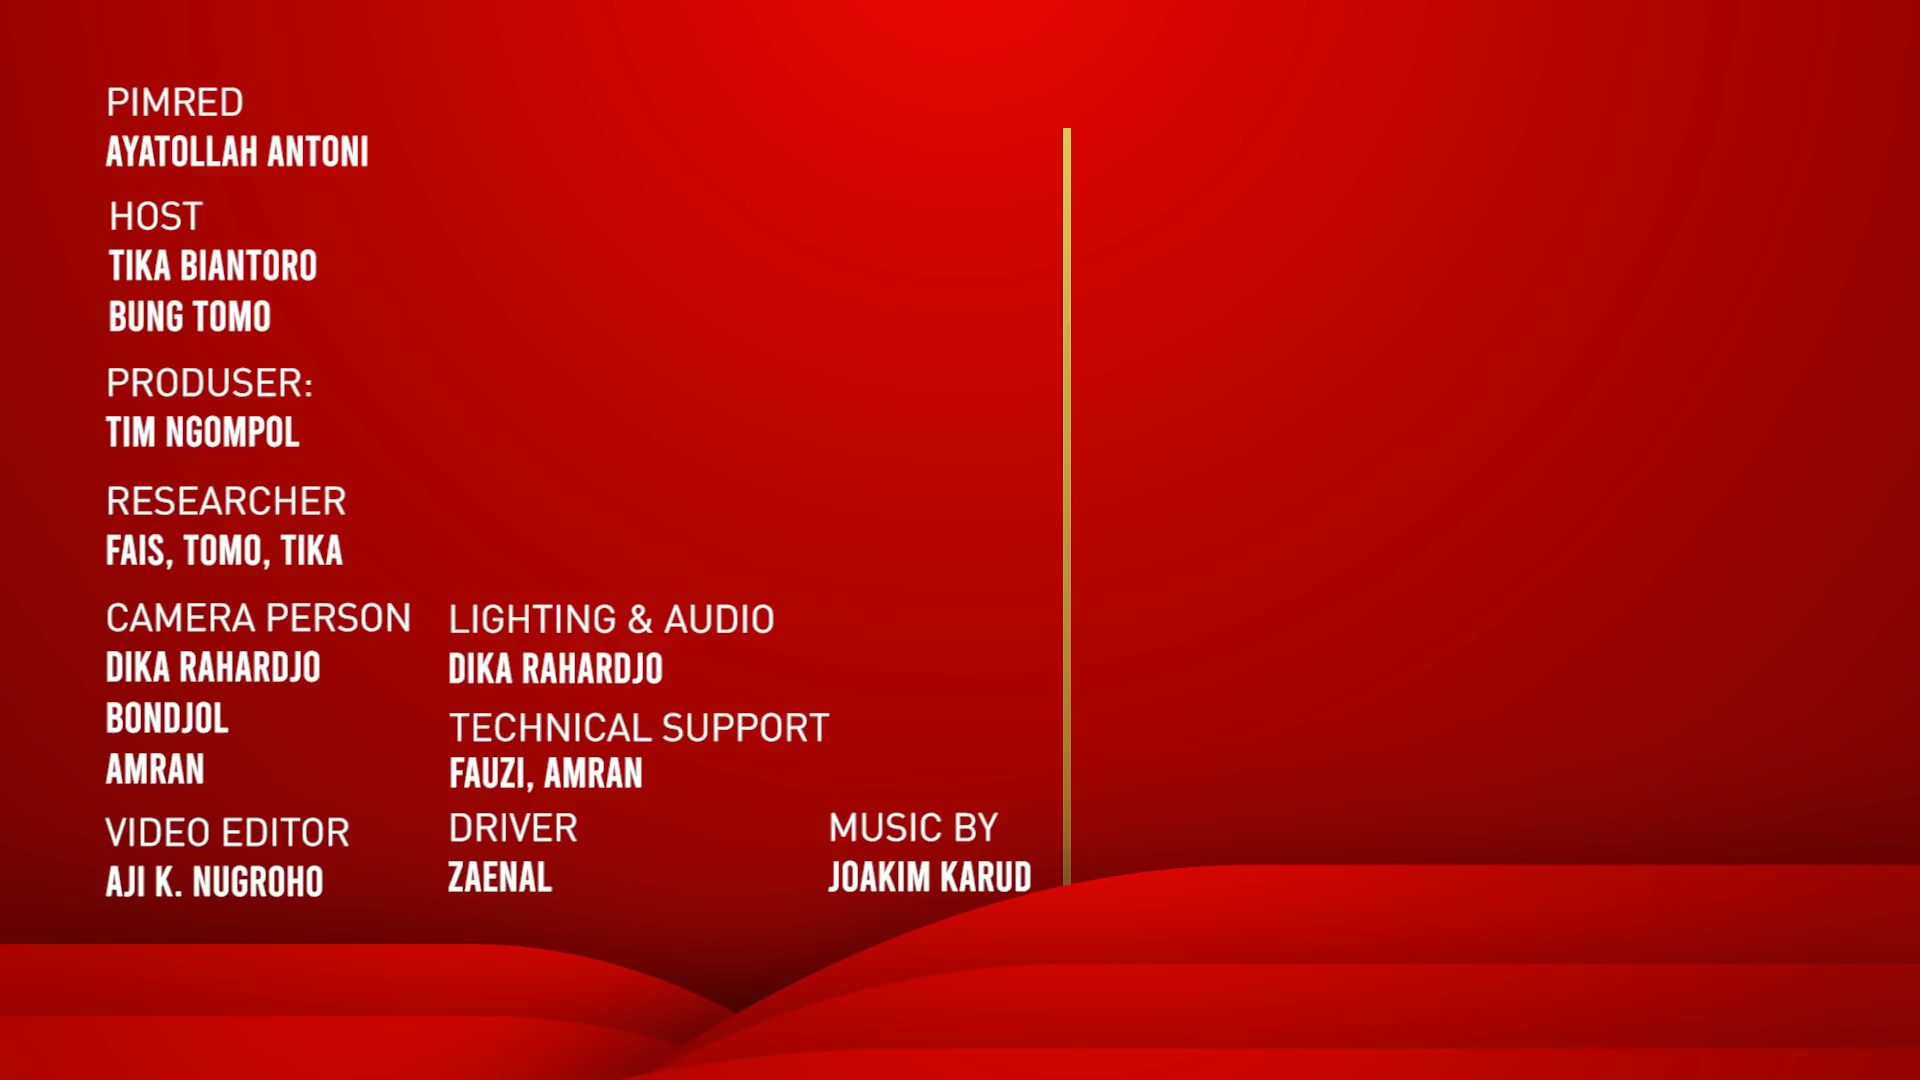 PIMRED
AYATOLLAH ANTONI
HOST
TIKA BIANTORO
BUNG TOMO
PRODUSER:
TIM NGOMPOL
RESEARCHER
FAIS, TOMO, TIKA
CAMERA PERSON
DIKA RAHARDJO
BONDJOL
AMRAN
VIDEO EDITOR
AJI K. NUGROHO
LIGHTING & AUDIO
DIKA RAHARDJO
TECHNICAL SUPPORT
FAUZI, AMRAN
DRIVER
ZAENAL
MUSIC BY
JOAKIM KARUD